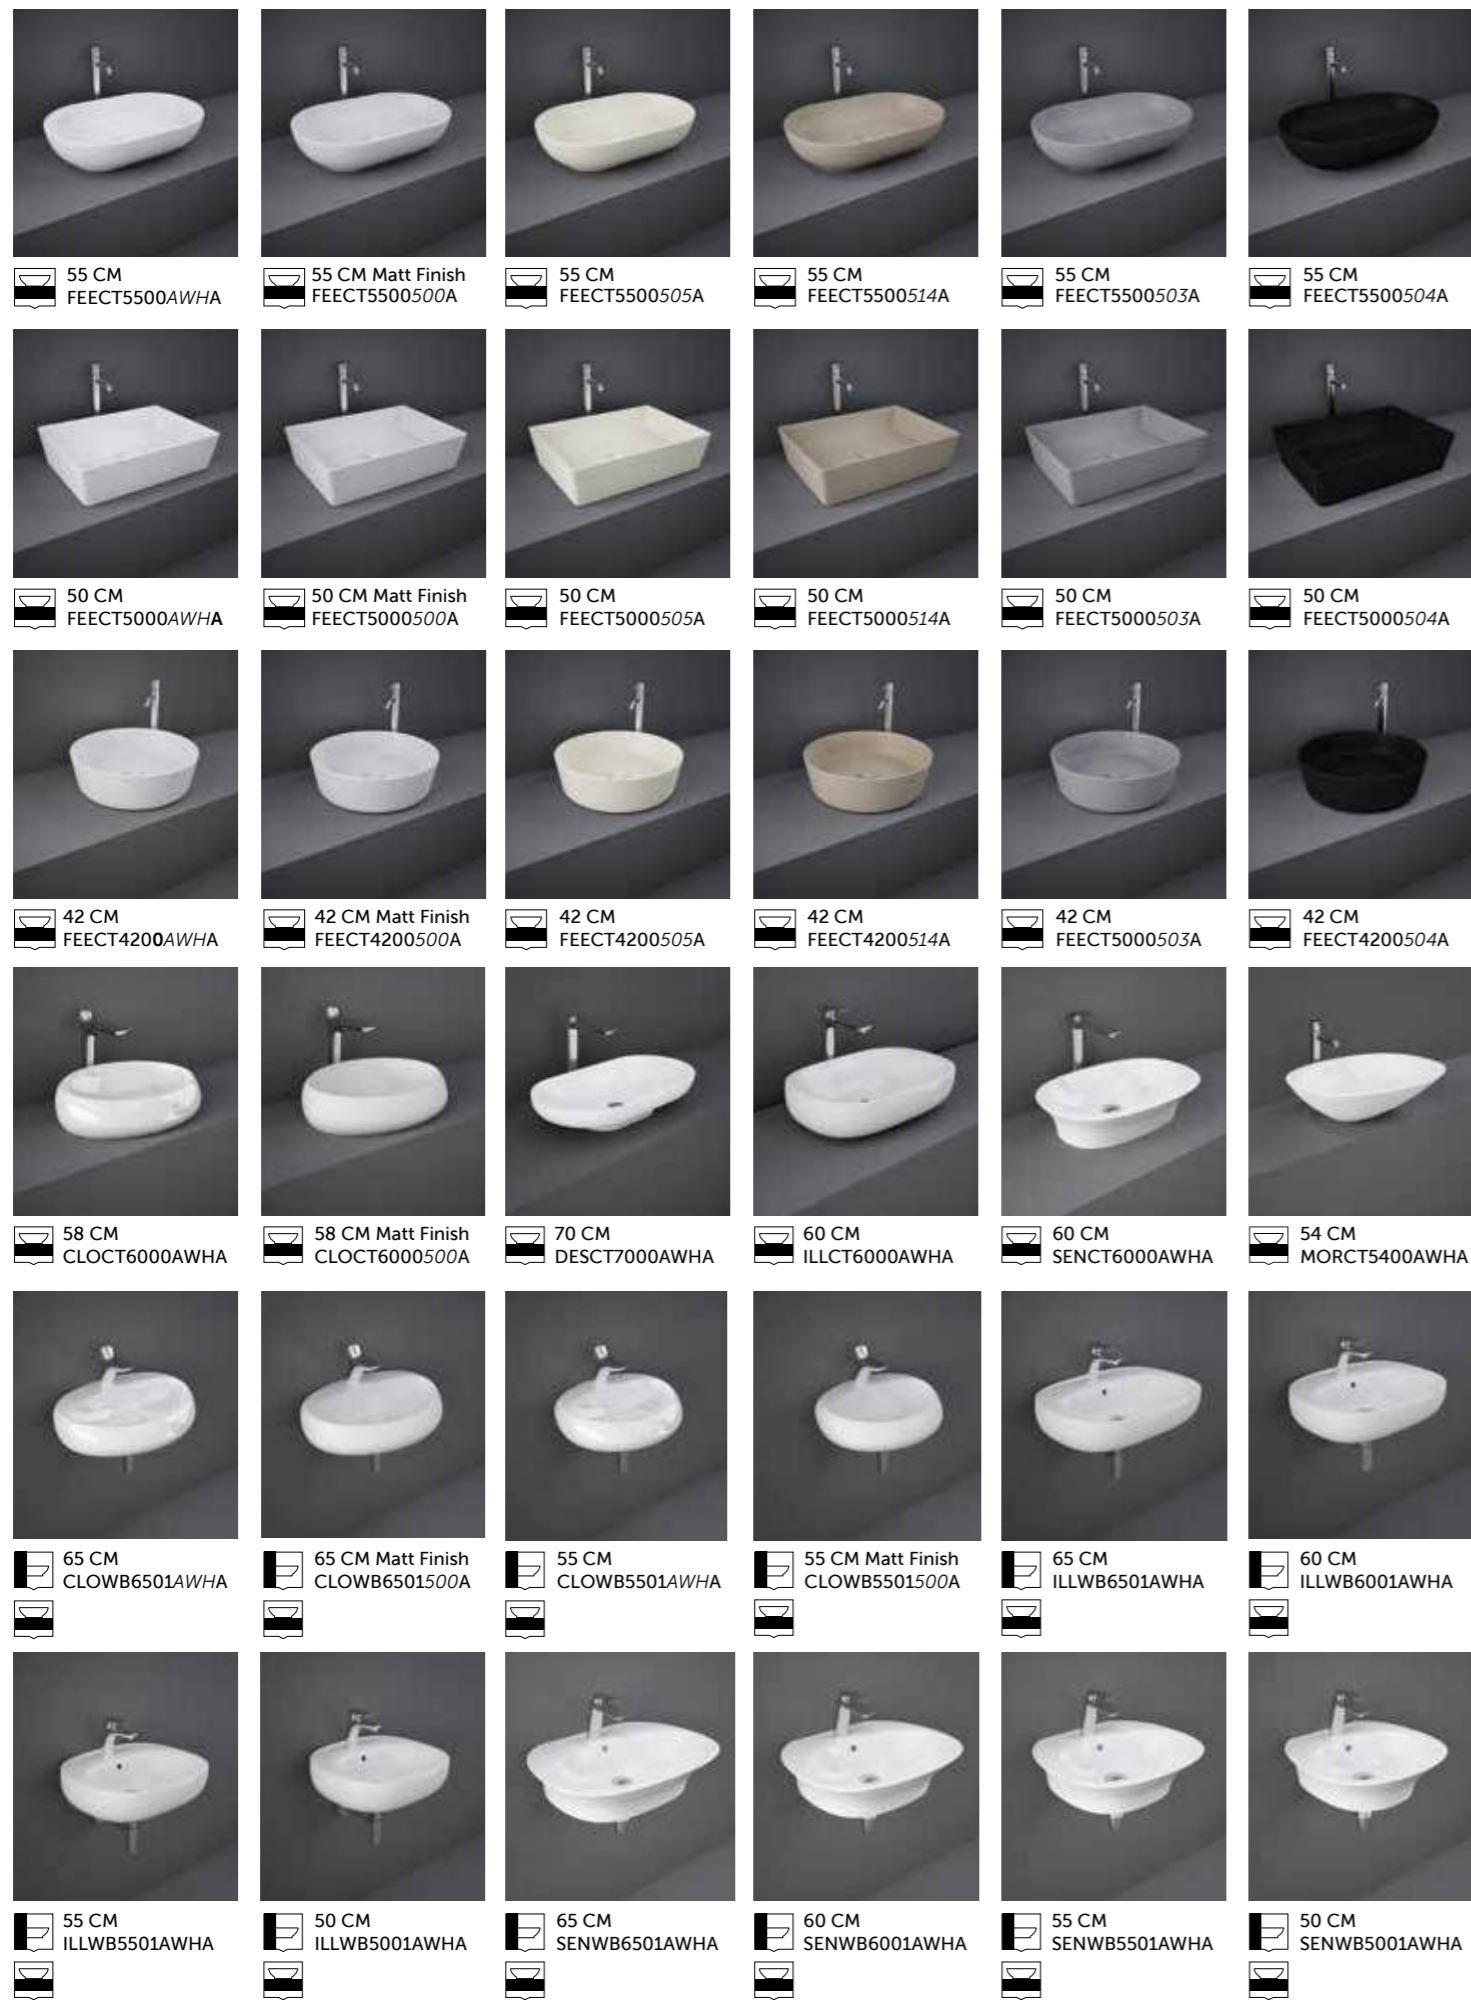 55 CM
FEECT5500AWHA
55 CM Matt Finish
FEECT5500500A
55 CM
FEECT5500505A
55 CM
FEECT5500514A
55 CM
FEECT5500503A
55 CM
FEECT5500504A
50 CM
FEECT5000AWHA
50 CM Matt Finish
FEECT5000500A
50 CM
FEECT5000505A
50 CM
FEECT5000514A
50 CM
FEECT5000503A
50 CM
FEECT5000504A
42 CM
FEECT4200AWHA
42 CM Matt Finish
FEECT4200500A
42 CM
FEECT4200505A
42 CM
FEECT4200514A
42 CM
FEECT5000503A
42 CM
FEECT4200504A
58 CM
CLOCT6000AWHA
58 CM Matt Finish
CLOCT6000500A
70 CM
DESCT7000AWHA
60 CM
ILLCT6000AWHA
60 CM
SENCT6000AWHA
54 CM
MORCT5400AWHA
65 CM
CLOWB6501AWHA
65 CM Matt Finish
CLOWB6501500A
55 CM
CLOWB5501AWHA
55 CM Matt Finish
CLOWB5501500A
65 CM
ILLWB6501AWHA
60 CM
ILLWB6001AWHA
55 CM
ILLWB5501AWHA
50 CM
ILLWB5001AWHA
65 CM
SENWB6501AWHA
60 CM
SENWB6001AWHA
55 CM
SENWB5501AWHA
50 CM
SENWB5001AWHA